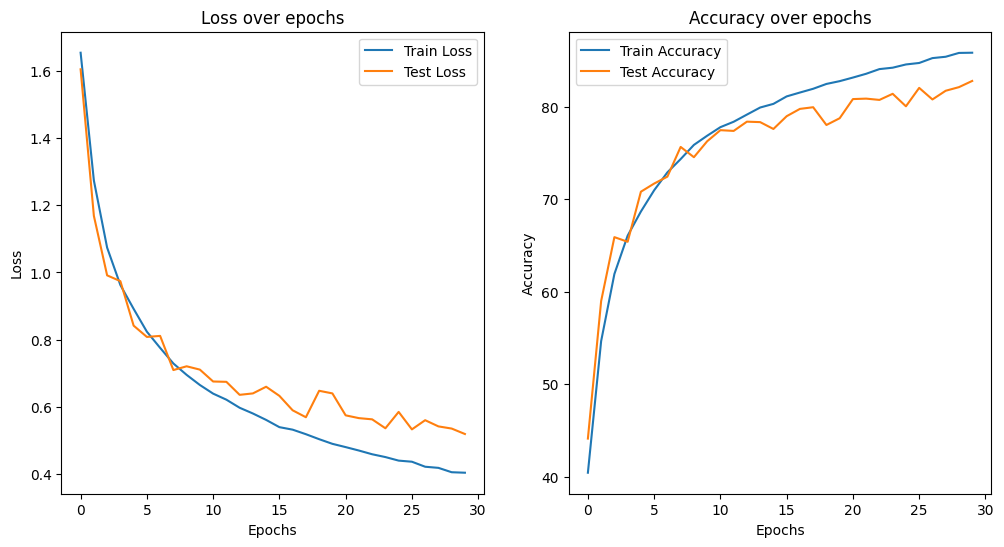 Loss over epochs
Train Loss
Test Loss
Loss
1.6
1.4
1.2
1.0
0.8
0.6
0.4
0
5
10
15
20
25
30
Epochs
Accuracy over epochs
Train Accuracy
Test Accuracy
Accuracy
80
70
60
50
40
0
5
10
15
20
25
30
Epochs